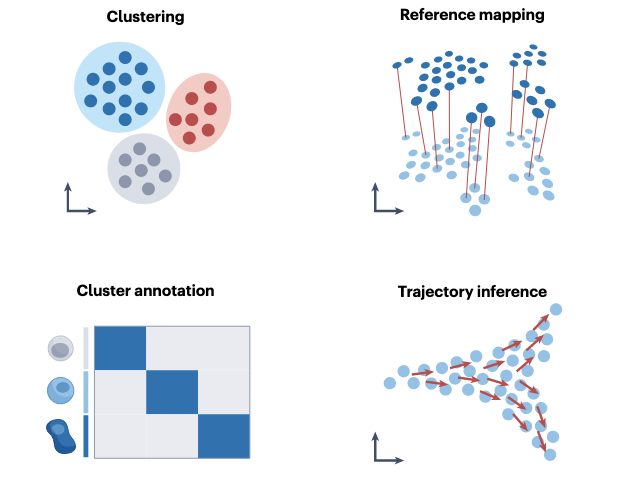 Clustering
Reference mapping
Cluster annotation
Trajectory inference